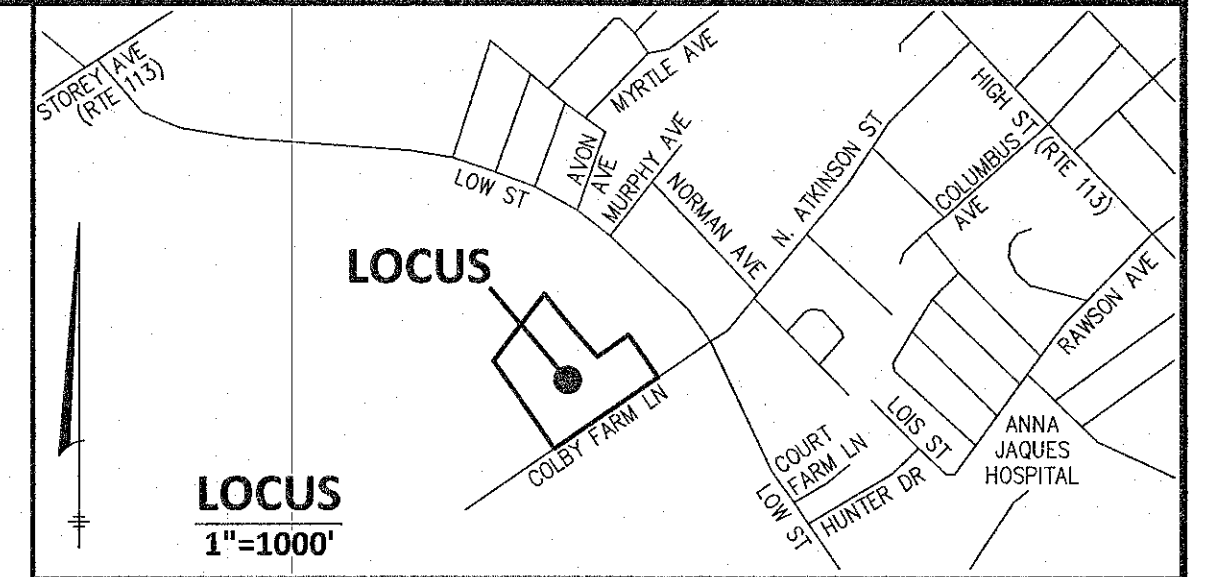 STOREY AVE
(RTE 113)
LOW ST
AVON
AVE
MYRTLE AVE
MURPHY AVE
NORMAN AVE
N. ATKINSON ST
HIGH ST (RTE 113)
COLUMBUS
AVE
RAWSON AVE
LOCUS
COLBY FARM LN
LOIS ST
ANNA
JAQUES
HOSPITAL
COURT
FARM LN
HUNTER DR
LOW ST
LOCUS
1"=1000'